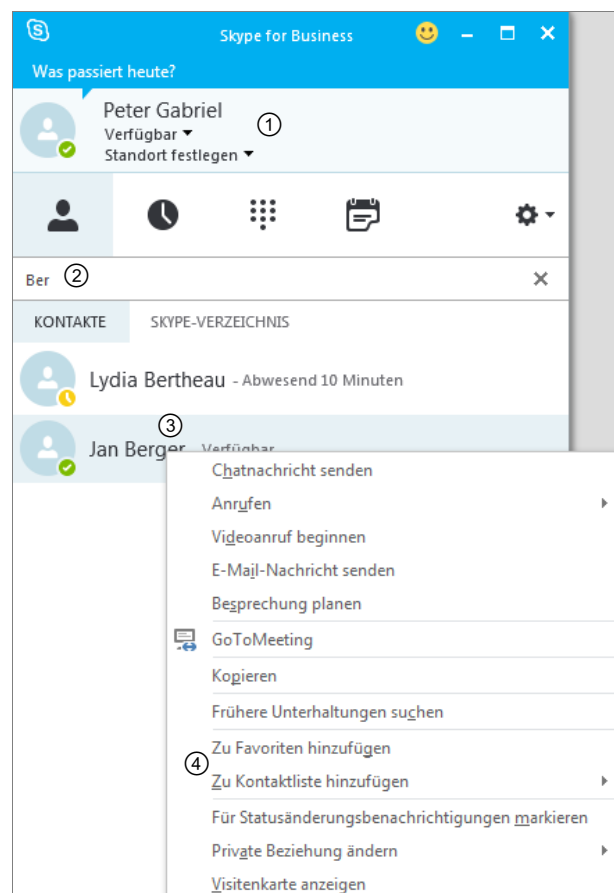 Skype for Business
Was passiert heute?
Peter Gabriel
Verfügbar
①
Standort festlegen
Ber ②
KONTAKTE SKYPE-VERZEICHNIS
Lydia Bertheau - Abwesend 10 Minuten
③
Jan Berger Verfügbar
Chatnachricht senden
Anrufen
Videoanruf beginnen
E-Mail-Nachricht senden
Besprechung planen
GoToMeeting
Kopieren
Frühere Unterhaltungen suchen
Zu Favoriten hinzufügen
④
Zu Kontaktliste hinzufügen
Für Statusänderungsbenachrichtigungen markieren
Private Beziehung ändern
Visitenkarte anzeigen